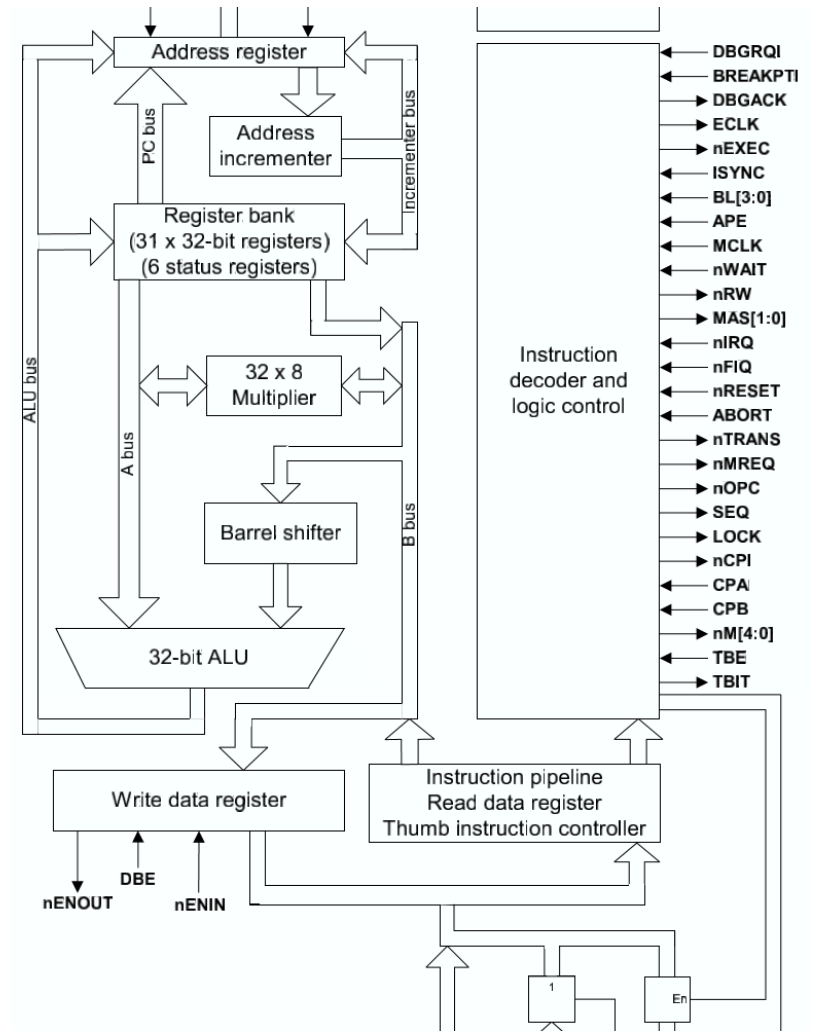 Address register
PC bus
Address
incrementer
Incrementer bus
Register bank
(31 x 32-bit registers)
(6 status registers)
ALU bus
A bus
32 x 8
Multiplier
Barrel shifter
B bus
32-bit ALU
Write data register
nENOUT
DBE
nENIN
Instruction
decoder and
logic control
DBGRQI
BREAKPTI
DBGACK
ECLK
nEXEC
ISYNC
BL[3:0]
APE
MCLK
nWAIT
nRW
MAS[1:0]
nIRQ
nFIQ
nRESET
ABORT
nTRANS
nMREQ
nOPC
SEQ
LOCK
nCPI
CPA
CPB
nM[4:0]
TBE
TBIT
Instruction pipeline
Read data register
Thumb instruction controller
1
En